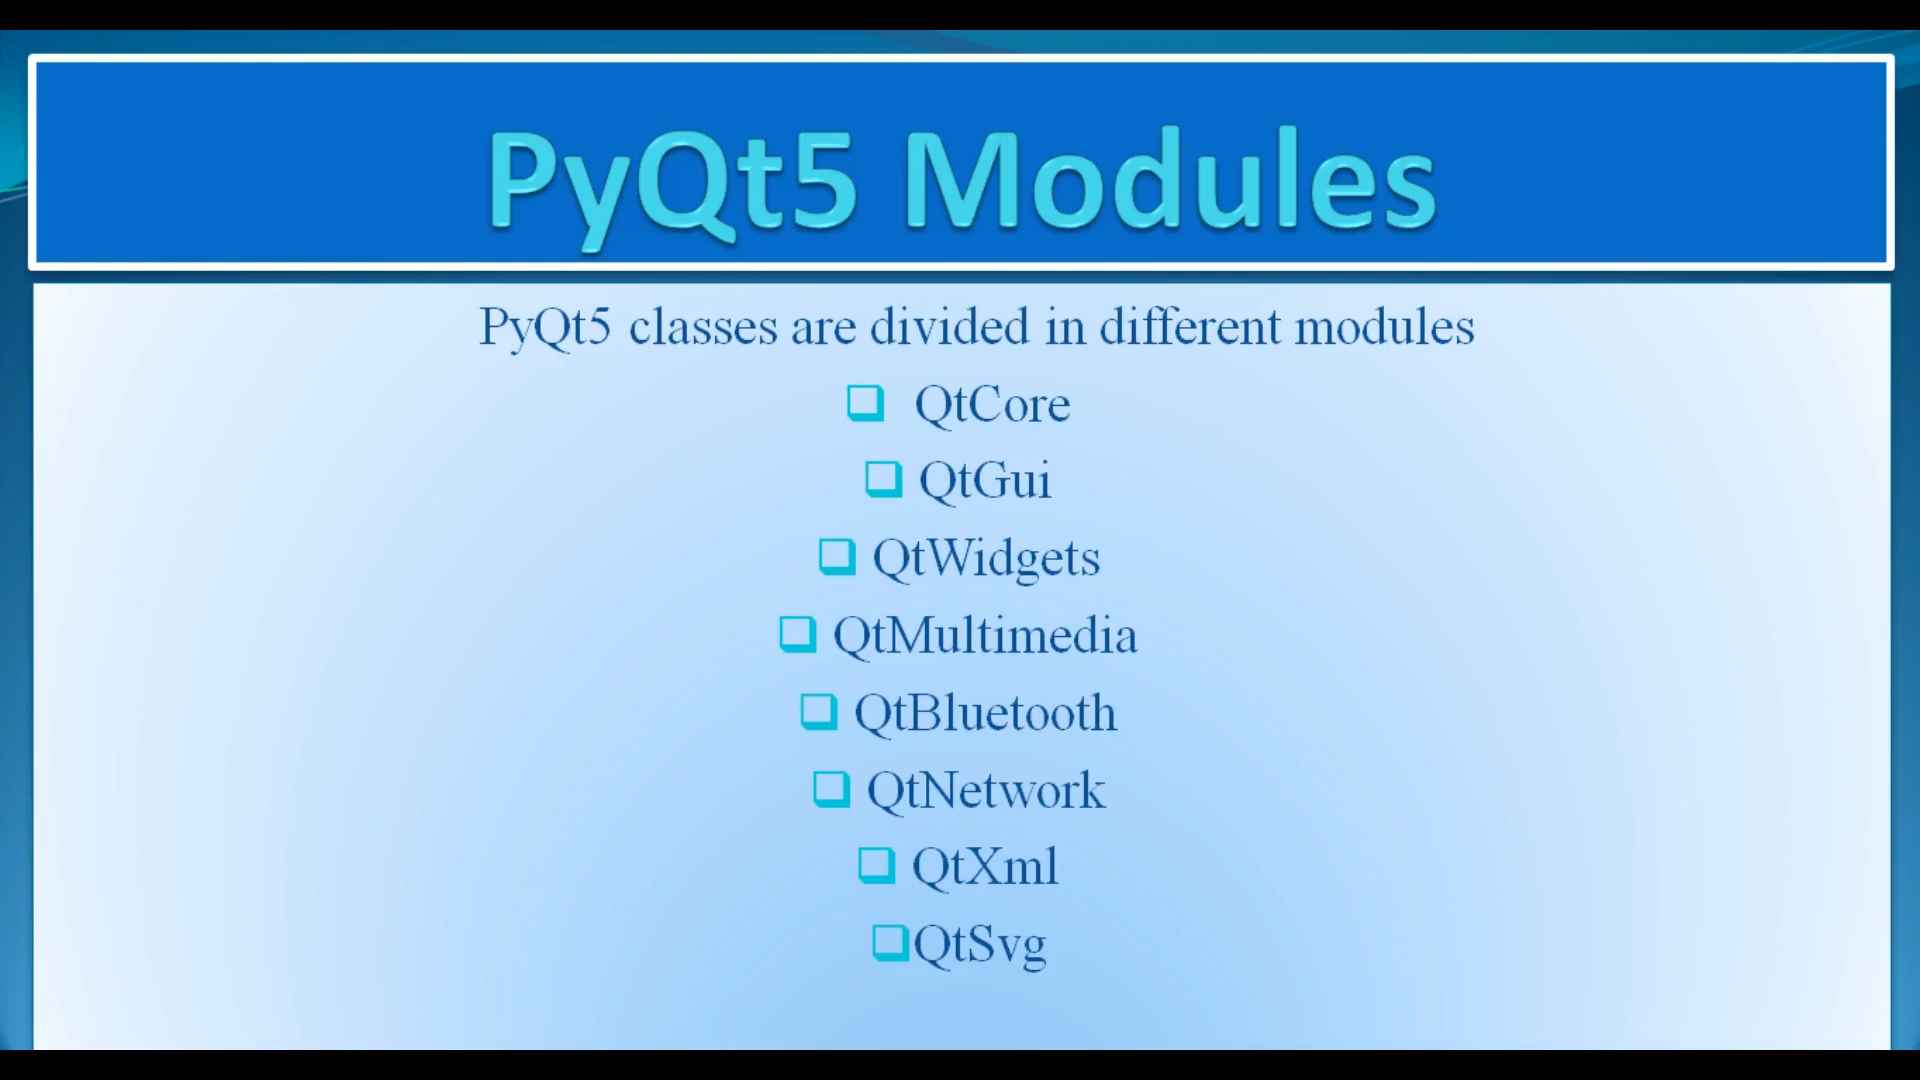 PyQt5 Modules
PyQt5 classes are divided in different modules
QtCore
QtGui
QtWidgets
QtMultimedia
QtBluetooth
QtNetwork
QtXml
QtSvg